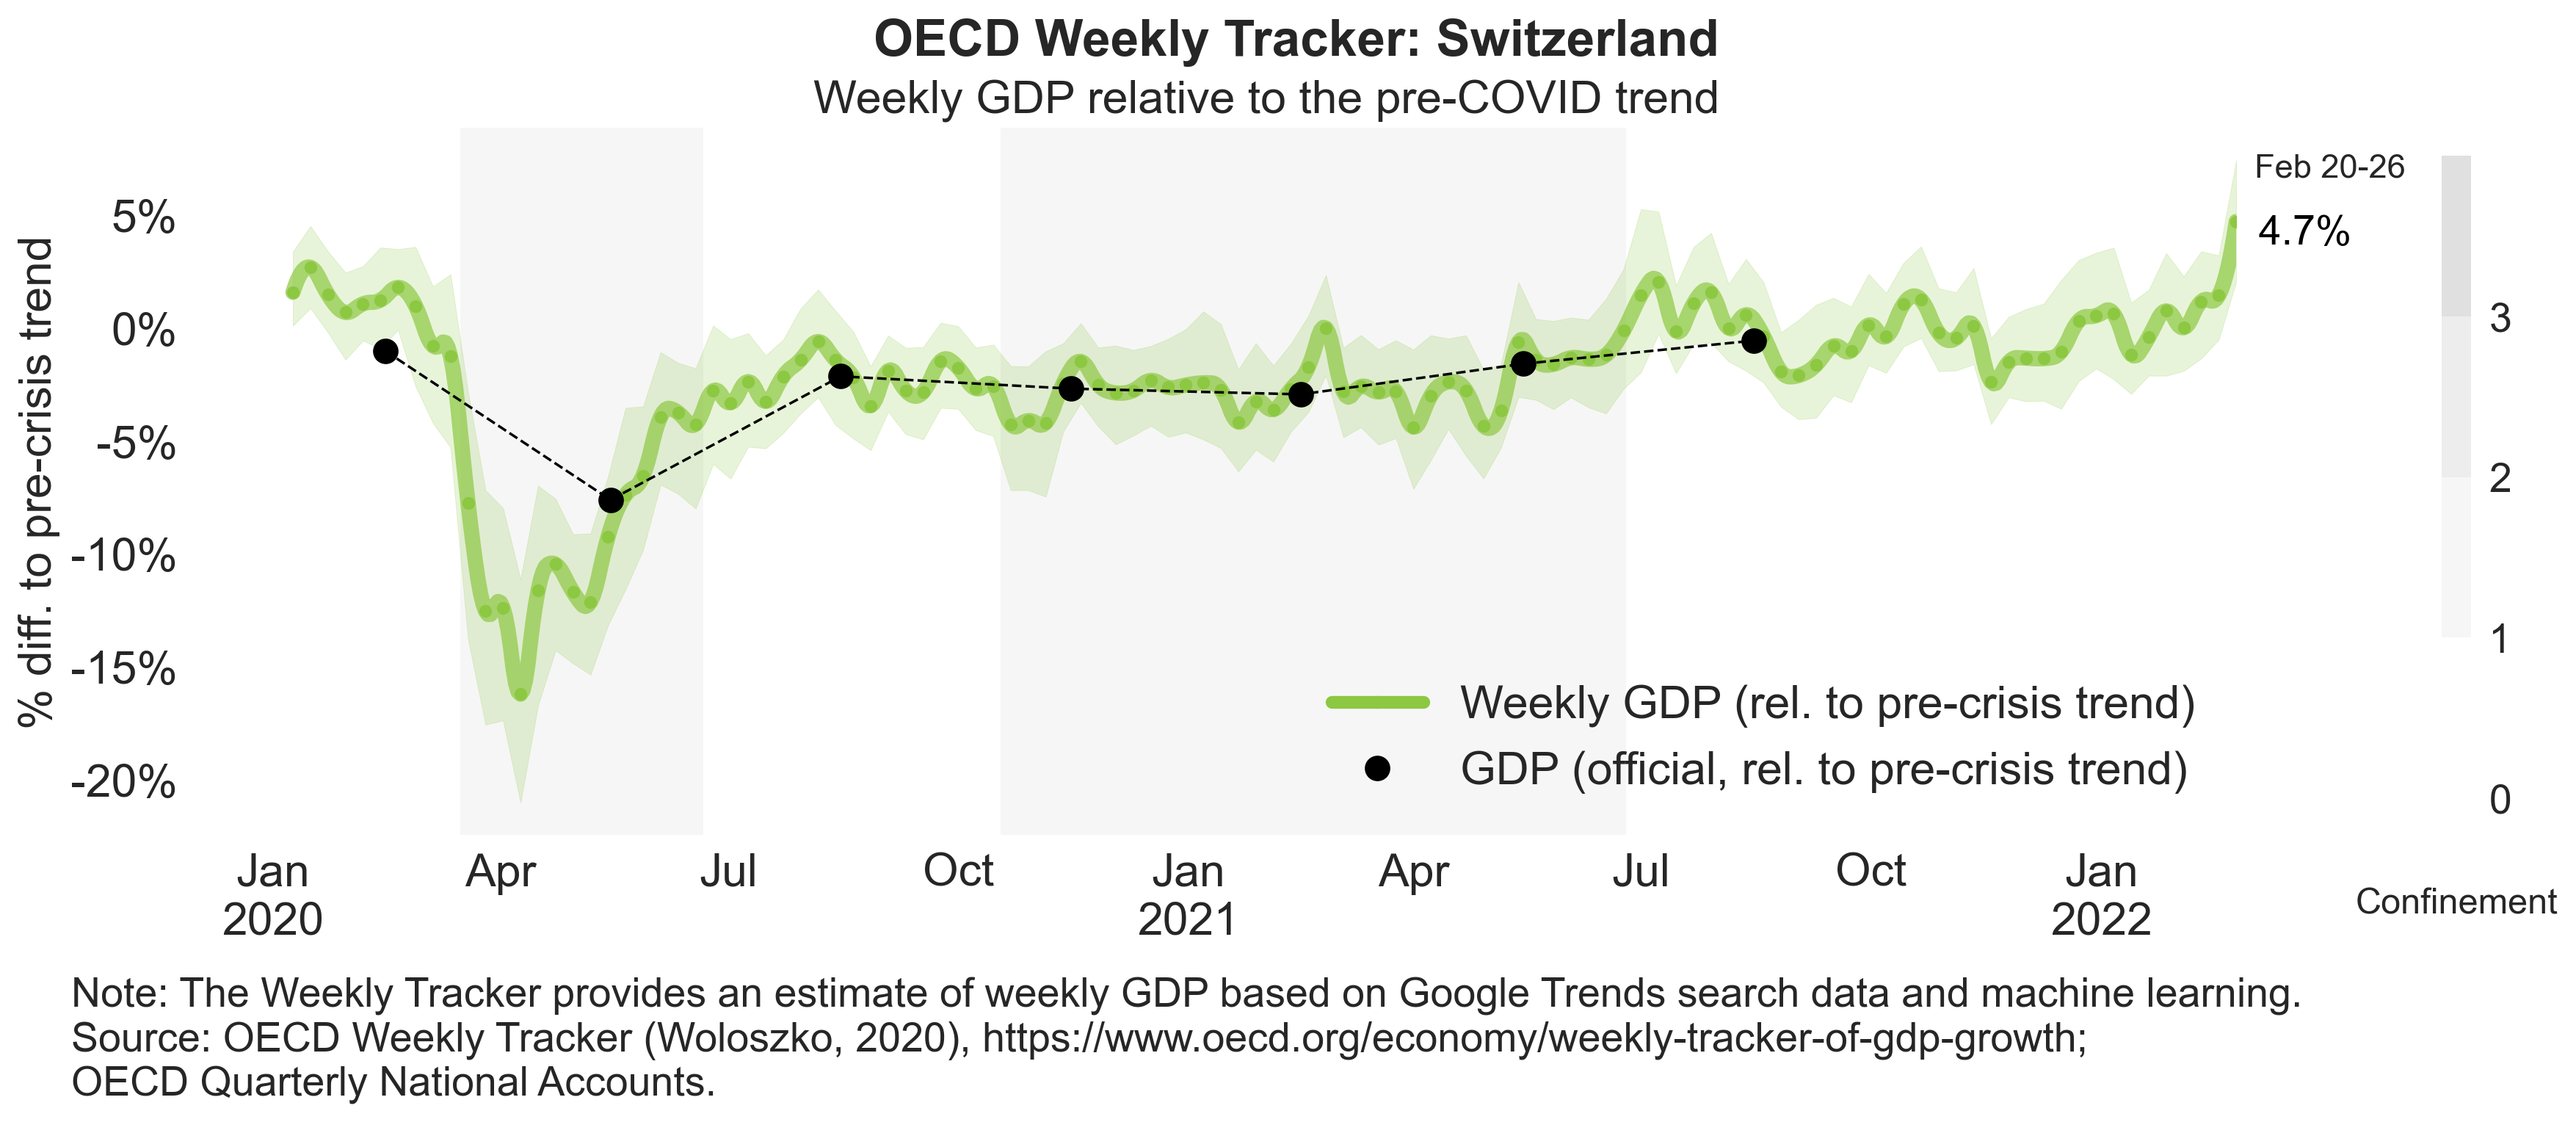 OECD Weekly Tracker: Switzerland
Weekly GDP relative to the pre-COVID trend
% diff. to pre-crisis trend
5%
0%
-5%
-10%
-15%
-20%
Feb 20-26
4.7%
3
2
1
0
Weekly GDP (rel. to pre-crisis trend)
GDP (official, rel. to pre-crisis trend)
Jan Apr Jul Oct Jan Apr Jul Oct Jan
2020 2021 2022
Confinement
Note: The Weekly Tracker provides an estimate of weekly GDP based on Google Trends search data and machine learning.
Source: OECD Weekly Tracker (Woloszko, 2020), https://www.oecd.org/economy/weekly-tracker-of-gdp-growth;
OECD Quarterly National Accounts.